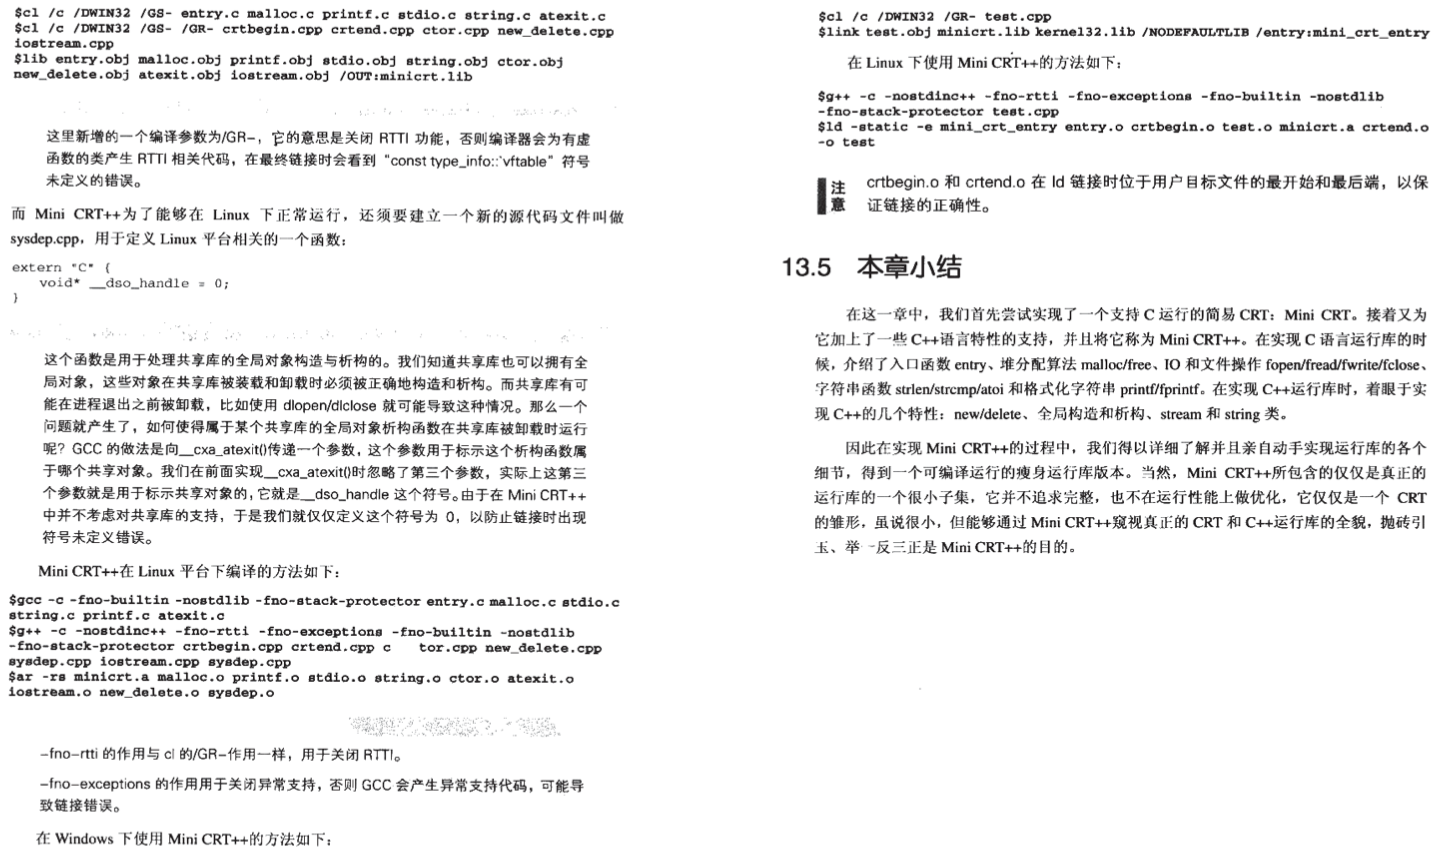 $cl /c /DWIN32 /GS- entry.c malloc.c printf.c stdio.c string.c atexit.c
$cl /c /DWIN32 /GS- /GR- crtbegin.cpp crtend.cpp ctor.cpp new_delete.cpp
iostream.cpp
$lib entry.obj malloc.obj printf.obj stdio.obj string.obj ctor.obj
new_delete.obj atexit.obj iostream.obj /OUT:minicrt.lib
这里新增的一个编译参数为/GR-，它的意思是关闭 RTTI 功能，否则编译器会为有虚
函数的类产生 RTTI 相关代码，在最终链接时会看到“const type_info::`vftable”符号
未定义的错误。
而 Mini CRT++为了能够在 Linux 下正常运行，还须要建立一个新的源代码文件叫做
sysdep.cpp，用于定义 Linux 平台相关的一个函数：
extern "C" {
void* __dso_handle = 0;
}
这个函数是用于处理共享库的全局对象构造与析构的。我们知道共享库也可以拥有全
局对象，这些对象在共享库被装载和卸载时必须被正确地构造和析构。而共享库有可
能在进程退出之前被卸载，比如使用 dlopen/dlclose 就可能导致这种情况。那么一个
问题就产生了，如何使得属于某个共享库的全局对象析构函数在共享库被卸载时运行
呢？GCC 的做法是向__cxa_atexit()传递一个参数，这个参数用于标示这个析构函数属
于哪个共享对象。我们在前面实现__cxa_atexit()时忽略了第三个参数，实际上这第三
个参数就是用于标示共享对象的，它就是__dso_handle 这个符号。由于在 Mini CRT++
中并不考虑对共享库的支持，于是我们就仅仅定义这个符号为 0，以防止链接时出现
符号未定义错误。
Mini CRT++在 Linux 平台下编译的方法如下：
$gcc -c -fno-builtin -nostdlib -fno-stack-protector entry.c malloc.c stdio.c
string.c printf.c atexit.c
$g++ -c -nostdinc++ -fno-rtti -fno-exceptions -fno-builtin -nostdlib
-fno-stack-protector crtbegin.cpp crtend.cpp c tor.cpp new_delete.cpp
sysdep.cpp iostream.cpp sysdep.cpp
$ar -rs minicrt.a malloc.o printf.o stdio.o string.o ctor.o atexit.o
iostream.o new_delete.o sysdep.o
-fno-rtti 的作用与 cl 的/GR-作用一样，用于关闭 RTTI。
-fno-exceptions 的作用用于关闭异常支持，否则 GCC 会产生异常支持代码，可能导
致链接错误。
在 Windows 下使用 Mini CRT++的方法如下：
$cl /c /DWIN32 /GR- test.cpp
$link test.obj minicrt.lib kernel32.lib /NODEFAULTLIB /entry:mini_crt_entry
在 Linux 下使用 Mini CRT++的方法如下：
$g++ -c -nostdinc++ -fno-rtti -fno-exceptions -fno-builtin -nostdlib
-fno-stack-protector test.cpp
$ld -static -e mini_crt_entry entry.o crtbegin.o test.o minicrt.a crtend.o
-o test
注意
crtbegin.o 和 crtend.o 在 ld 链接时位于用户目标文件的最开始和最后端，以保
证链接的正确性。
13.5 本章小结
在这一章中，我们首先尝试实现了一个支持 C 运行的简易 CRT：Mini CRT。接着又为
它加上了一些 C++语言特性的支持，并且将它称为 Mini CRT++。在实现 C 语言运行库的时
候，介绍了入口函数 entry、堆分配算法 malloc/free、IO 和文件操作 fopen/fread/fwrite/fclose、
字符串函数 strlen/strcmp/atoi 和格式化字符串 printf/fprintf。在实现 C++运行库时，着眼于实
现 C++的几个特性：new/delete、全局构造和析构、stream 和 string 类。
因此在实现 Mini CRT++的过程中，我们得以详细了解并且亲自动手实现运行库的各个
细节，得到一个可编译运行的瘦身运行库版本。当然，Mini CRT++所包含的仅仅是真正的
运行库的一个很小子集，它并不追求完整，也不在运行性能上做优化，它仅仅是一个 CRT
的雏形，虽说很小，但能够通过 Mini CRT++窥视真正的 CRT 和 C++运行库的全貌，抛砖引
玉、举一反三正是 Mini CRT++的目的。